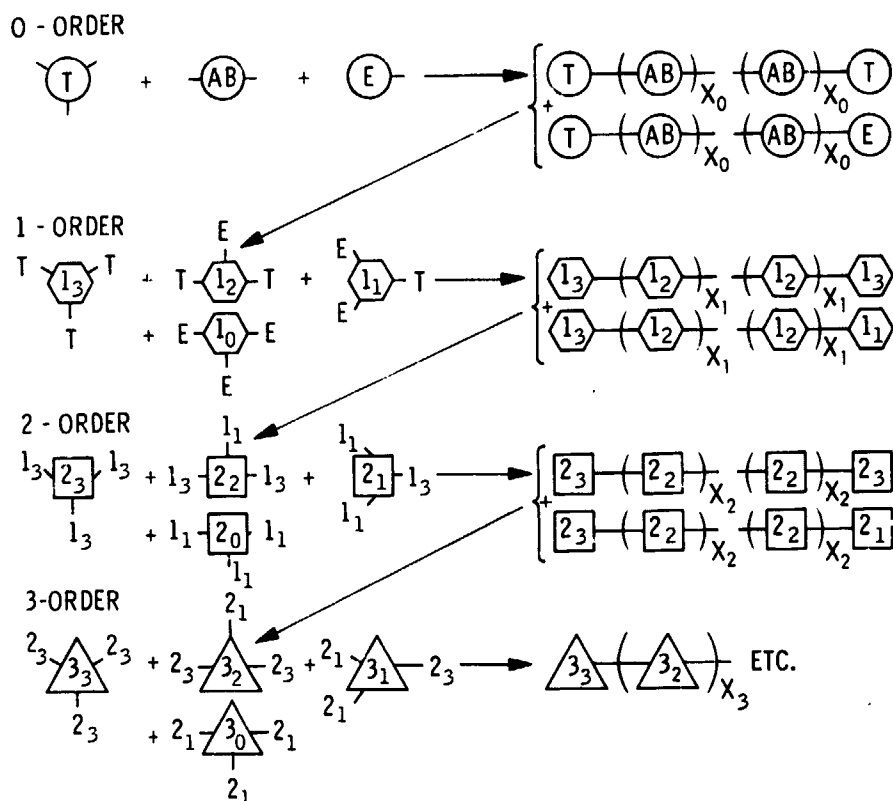 0 - ORDER
T + AB + E T ( AB ) X0 ( AB ) X0 T
+ T ( AB ) X0 ( AB ) X0 E
1 - ORDER
E
T 13 T T + T 12 T E + E 11 T 13 ( 12 ) X1 ( 12 ) X1 13
+ E 10 E E + 13 ( 12 ) X1 ( 12 ) X1 11
2 - ORDER
11
13 23 13 13 + 13 22 13 + 11 21 13 11 23 ( 22 ) X2 ( 22 ) X2 23
+ 11 20 11 11 + 23 ( 22 ) X2 ( 22 ) X2 21
3-ORDER
21
23 33 23 23 + 23 32 23 + 21 31 23 21 33 ( 32 ) X3 ETC.
+ 21 30 21
21